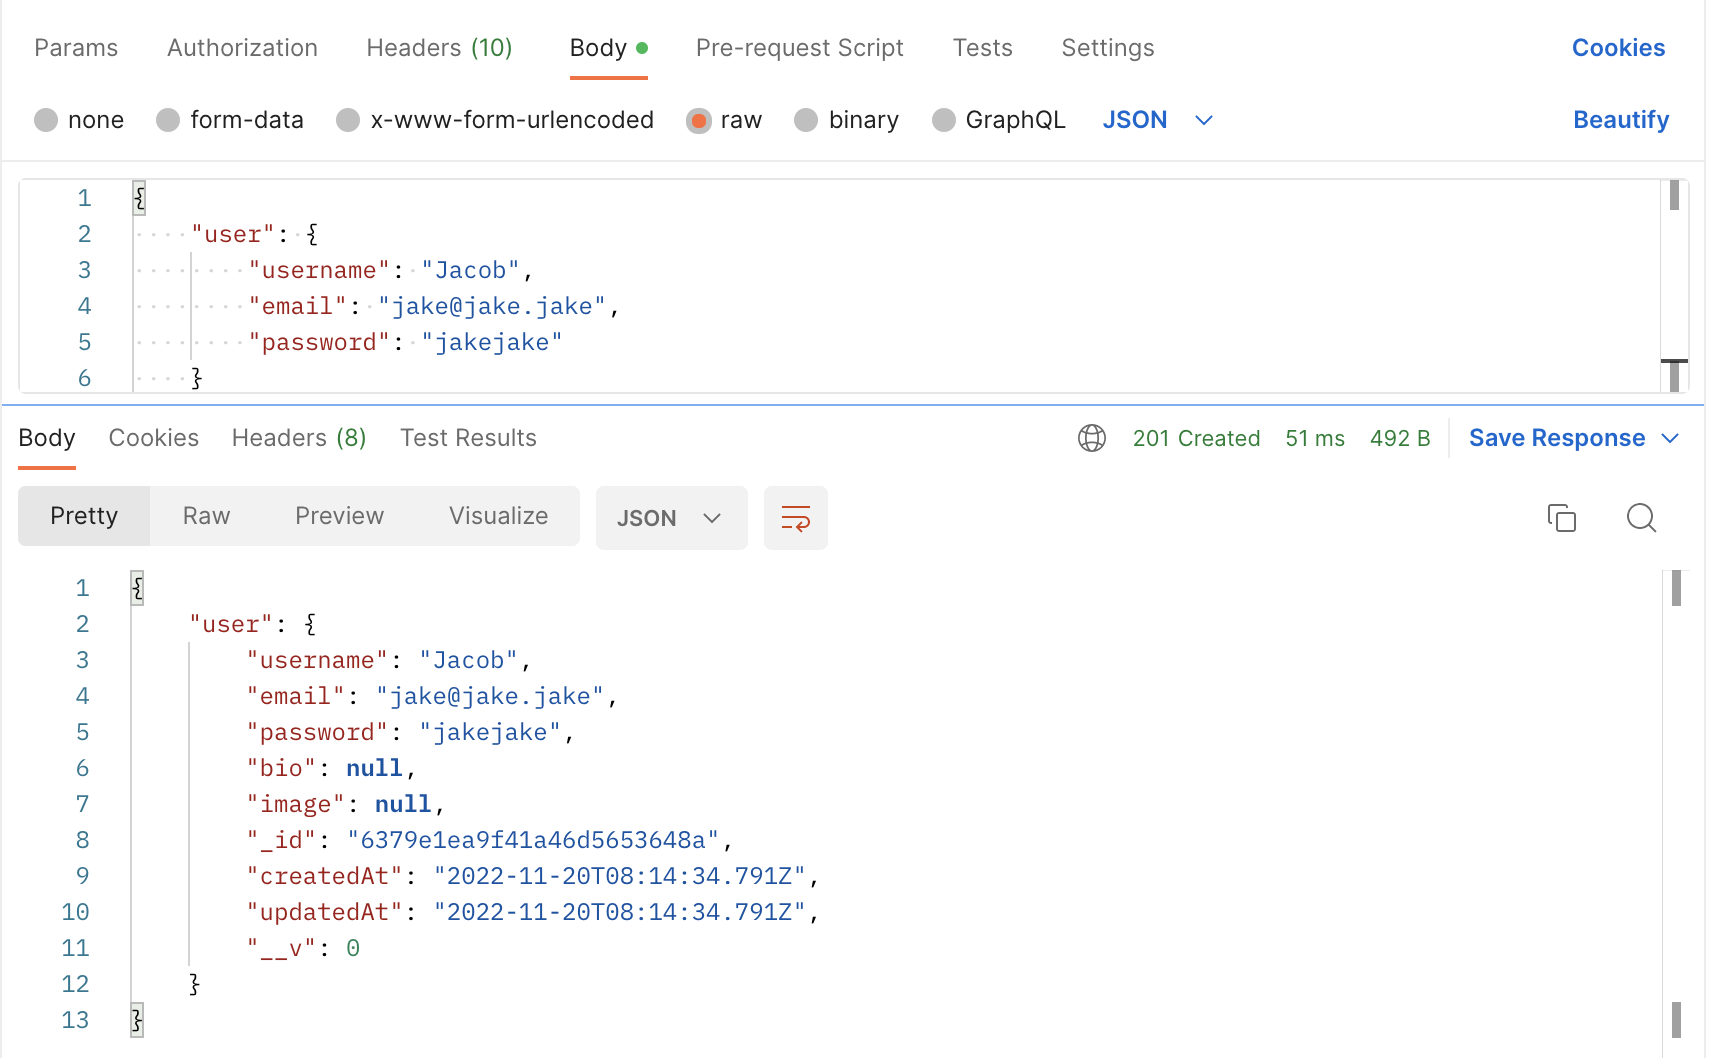 Params Authorization Headers (10) Body Pre-request Script Tests Settings Cookies
none form-data x-www-form-urlencoded raw binary GraphQL JSON Beautify
1 {
2 "user": {
3 "username": "Jacob",
4 "email": "jake@jake.jake",
5 "password": "jakejake"
6 }
Body Cookies Headers (8) Test Results 201 Created 51 ms 492 B Save Response
Pretty Raw Preview Visualize JSON
1 {
2 "user": {
3 "username": "Jacob",
4 "email": "jake@jake.jake",
5 "password": "jakejake",
6 "bio": null,
7 "image": null,
8 "_id": "6379e1ea9f41a46d5653648a",
9 "createdAt": "2022-11-20T08:14:34.791Z",
10 "updatedAt": "2022-11-20T08:14:34.791Z",
11 "__v": 0
12 }
13 }